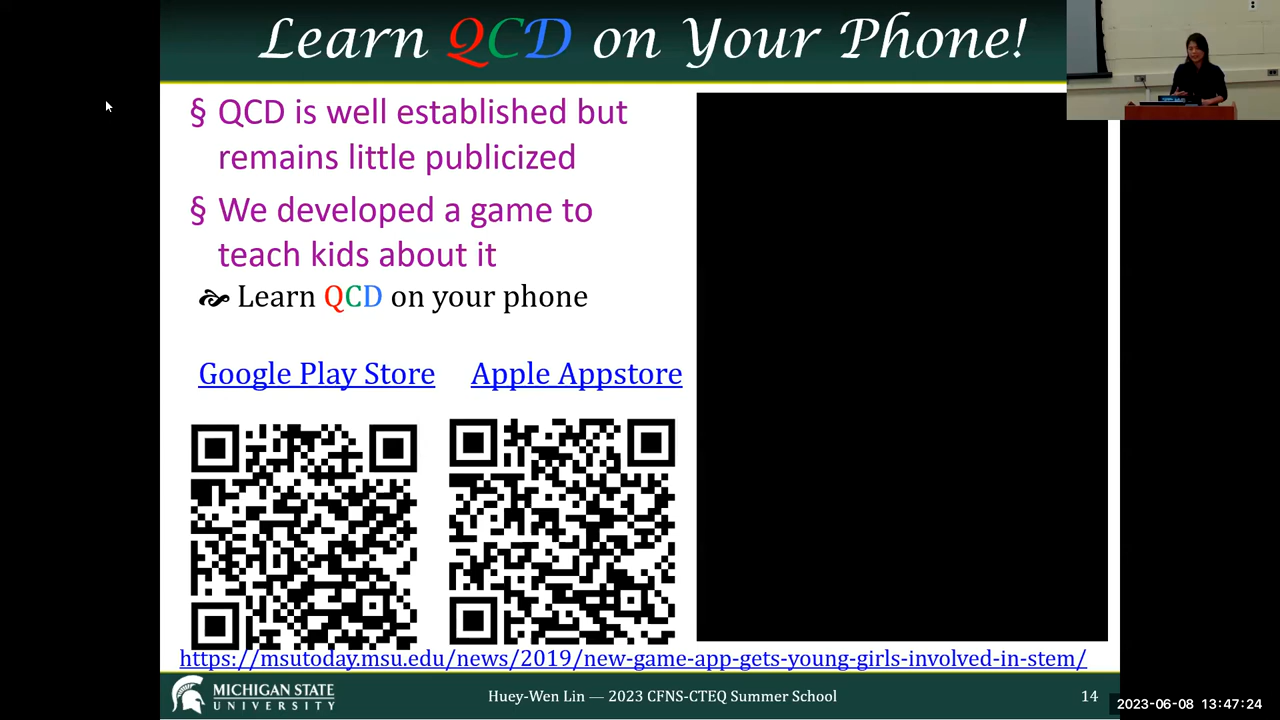 Learn QCD on Your Phone!
§ QCD is well established but
remains little publicized
§ We developed a game to
teach kids about it
Learn QCD on your phone
Google Play Store
Apple Appstore
https://msutoday.msu.edu/news/2019/new-game-app-gets-young-girls-involved-in-stem/
MICHIGAN STATE
UNIVERSITY
Huey-Wen Lin — 2023 CFNS-CTEQ Summer School
14
2023-06-08 13:47:24